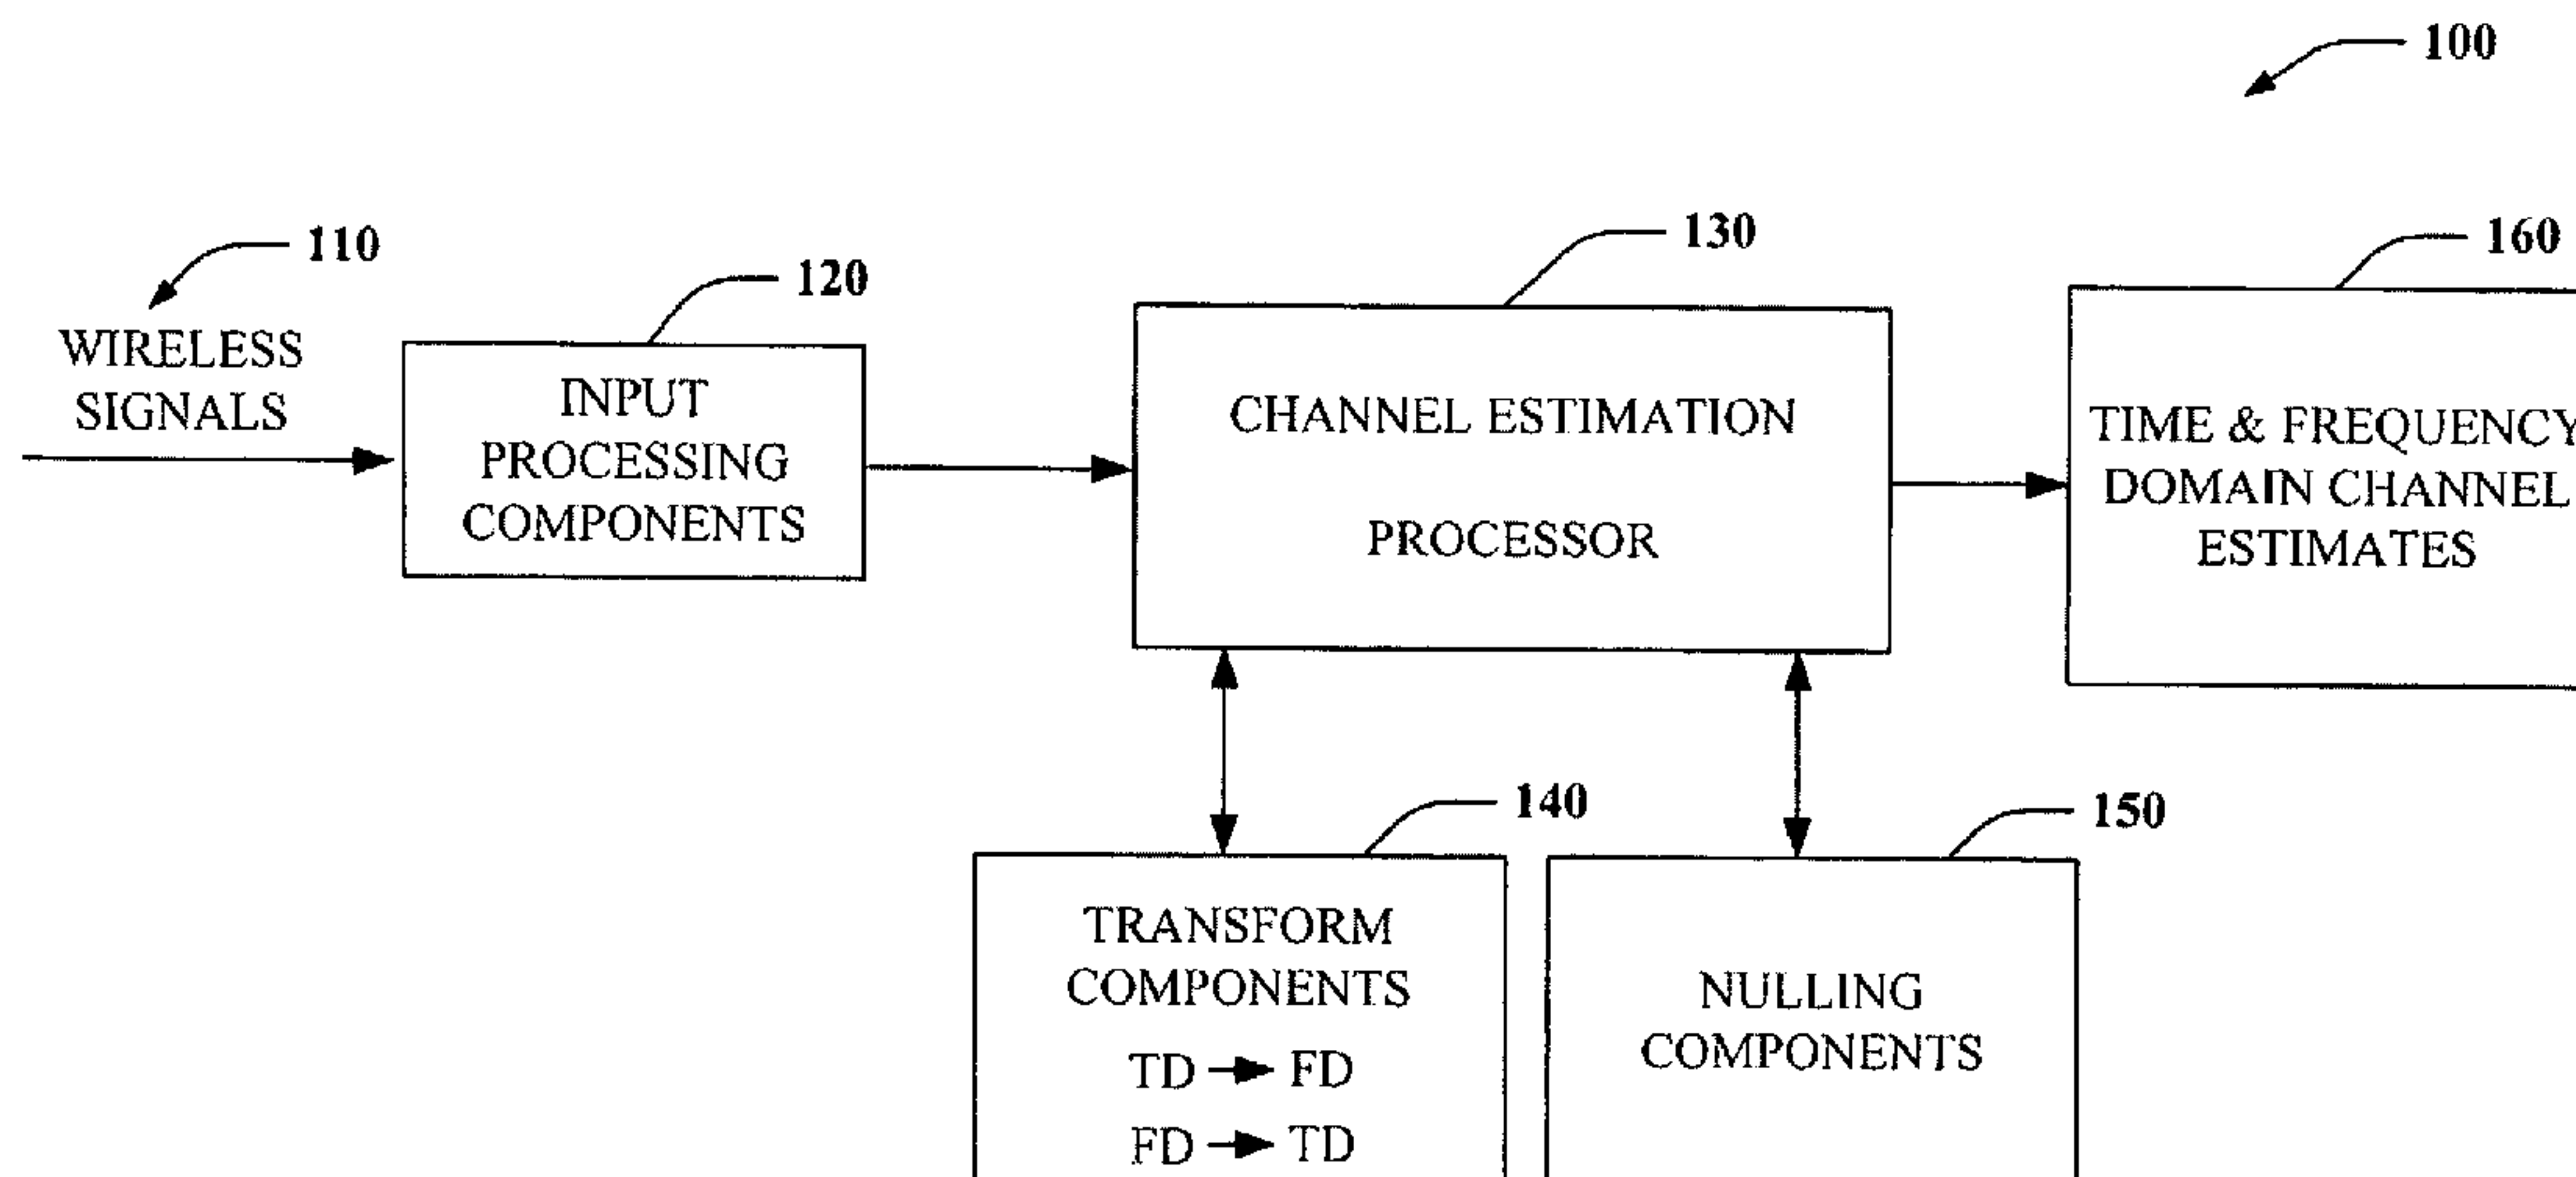 100
110
WIRELESS
SIGNALS
120
INPUT
PROCESSING
COMPONENTS
130
CHANNEL ESTIMATION
PROCESSOR
160
TIME & FREQUENCY
DOMAIN CHANNEL
ESTIMATES
140
TRANSFORM
COMPONENTS
TD → FD
FD → TD
150
NULLING
COMPONENTS